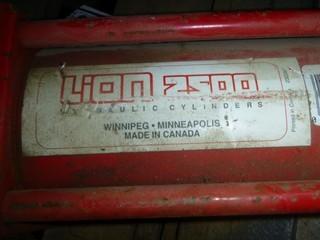 LION 2500
HYDRAULIC CYLINDERS
WINNIPEG • MINNEAPOLIS
MADE IN CANADA